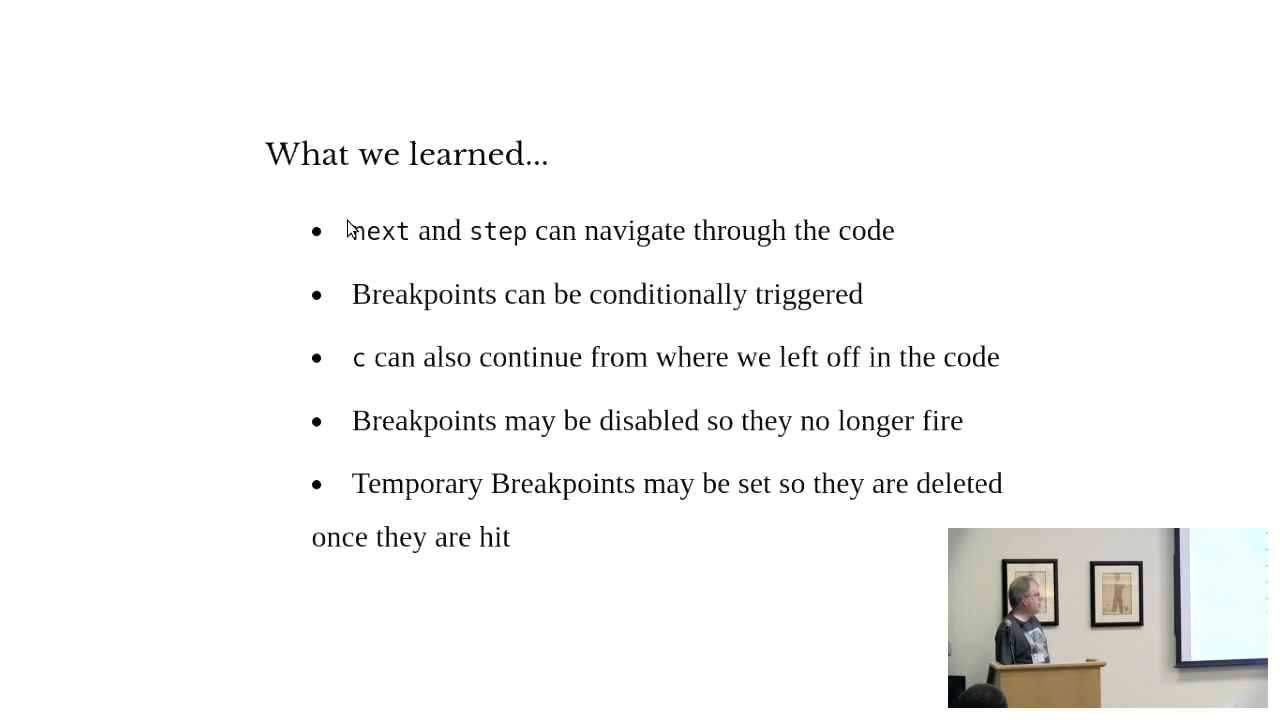 What we learned...
• next and step can navigate through the code
• Breakpoints can be conditionally triggered
• c can also continue from where we left off in the code
• Breakpoints may be disabled so they no longer fire
• Temporary Breakpoints may be set so they are deleted
once they are hit